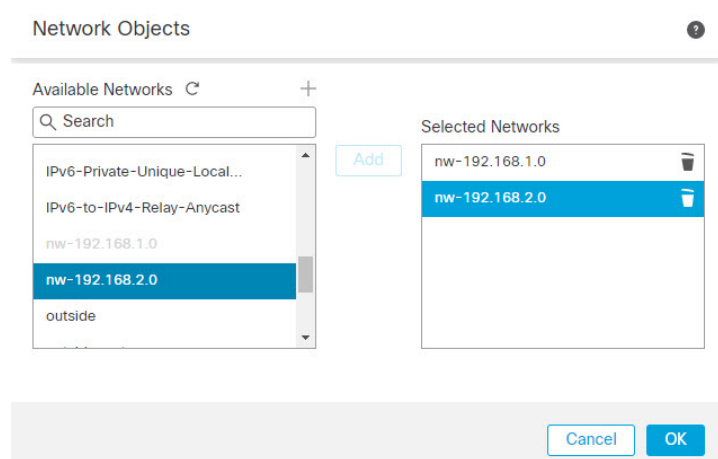 Network Objects
Available Networks
Search
IPv6-Private-Unique-Local...
IPv6-to-IPv4-Relay-Anycast
nw-192.168.1.0
nw-192.168.2.0
outside
Add
Selected Networks
nw-192.168.1.0
nw-192.168.2.0
Cancel
OK